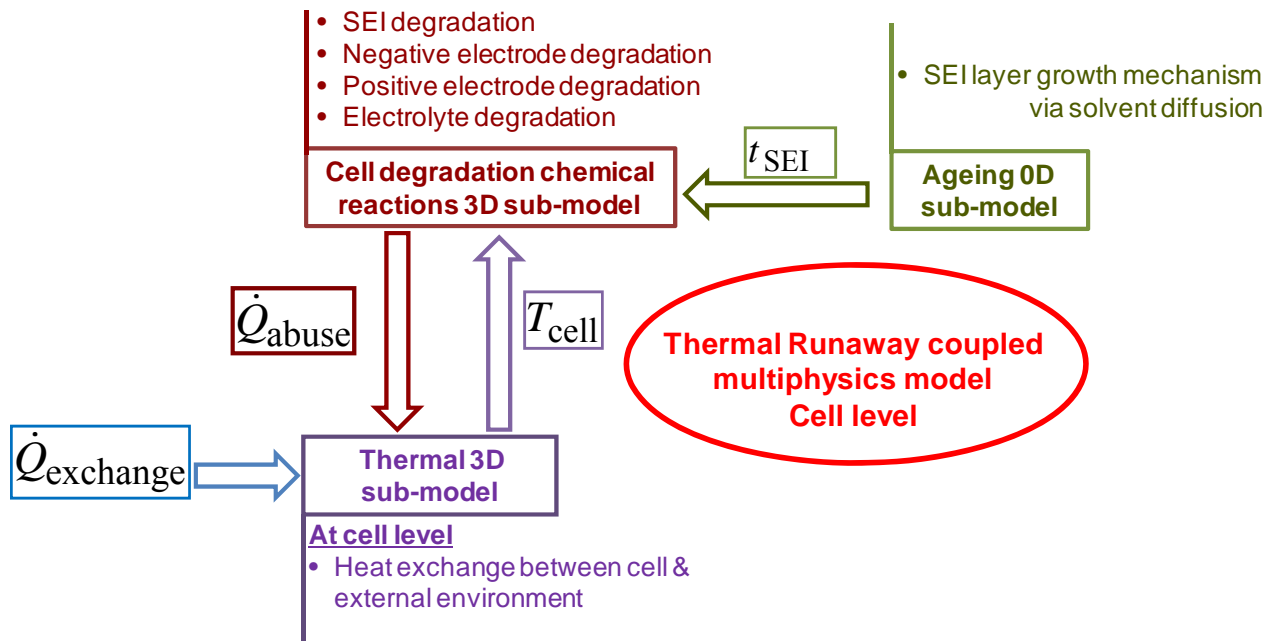 • SEI degradation
• Negative electrode degradation
• Positive electrode degradation
• Electrolyte degradation
• SEI layer growth mechanism
via solvent diffusion
Cell degradation chemical
reactions 3D sub-model
t SEI
Ageing 0D
sub-model
Q̇abuse
Tcell
Thermal Runaway coupled
multiphysics model
Cell level
Q̇exchange
Thermal 3D
sub-model
At cell level
• Heat exchange between cell &
external environment